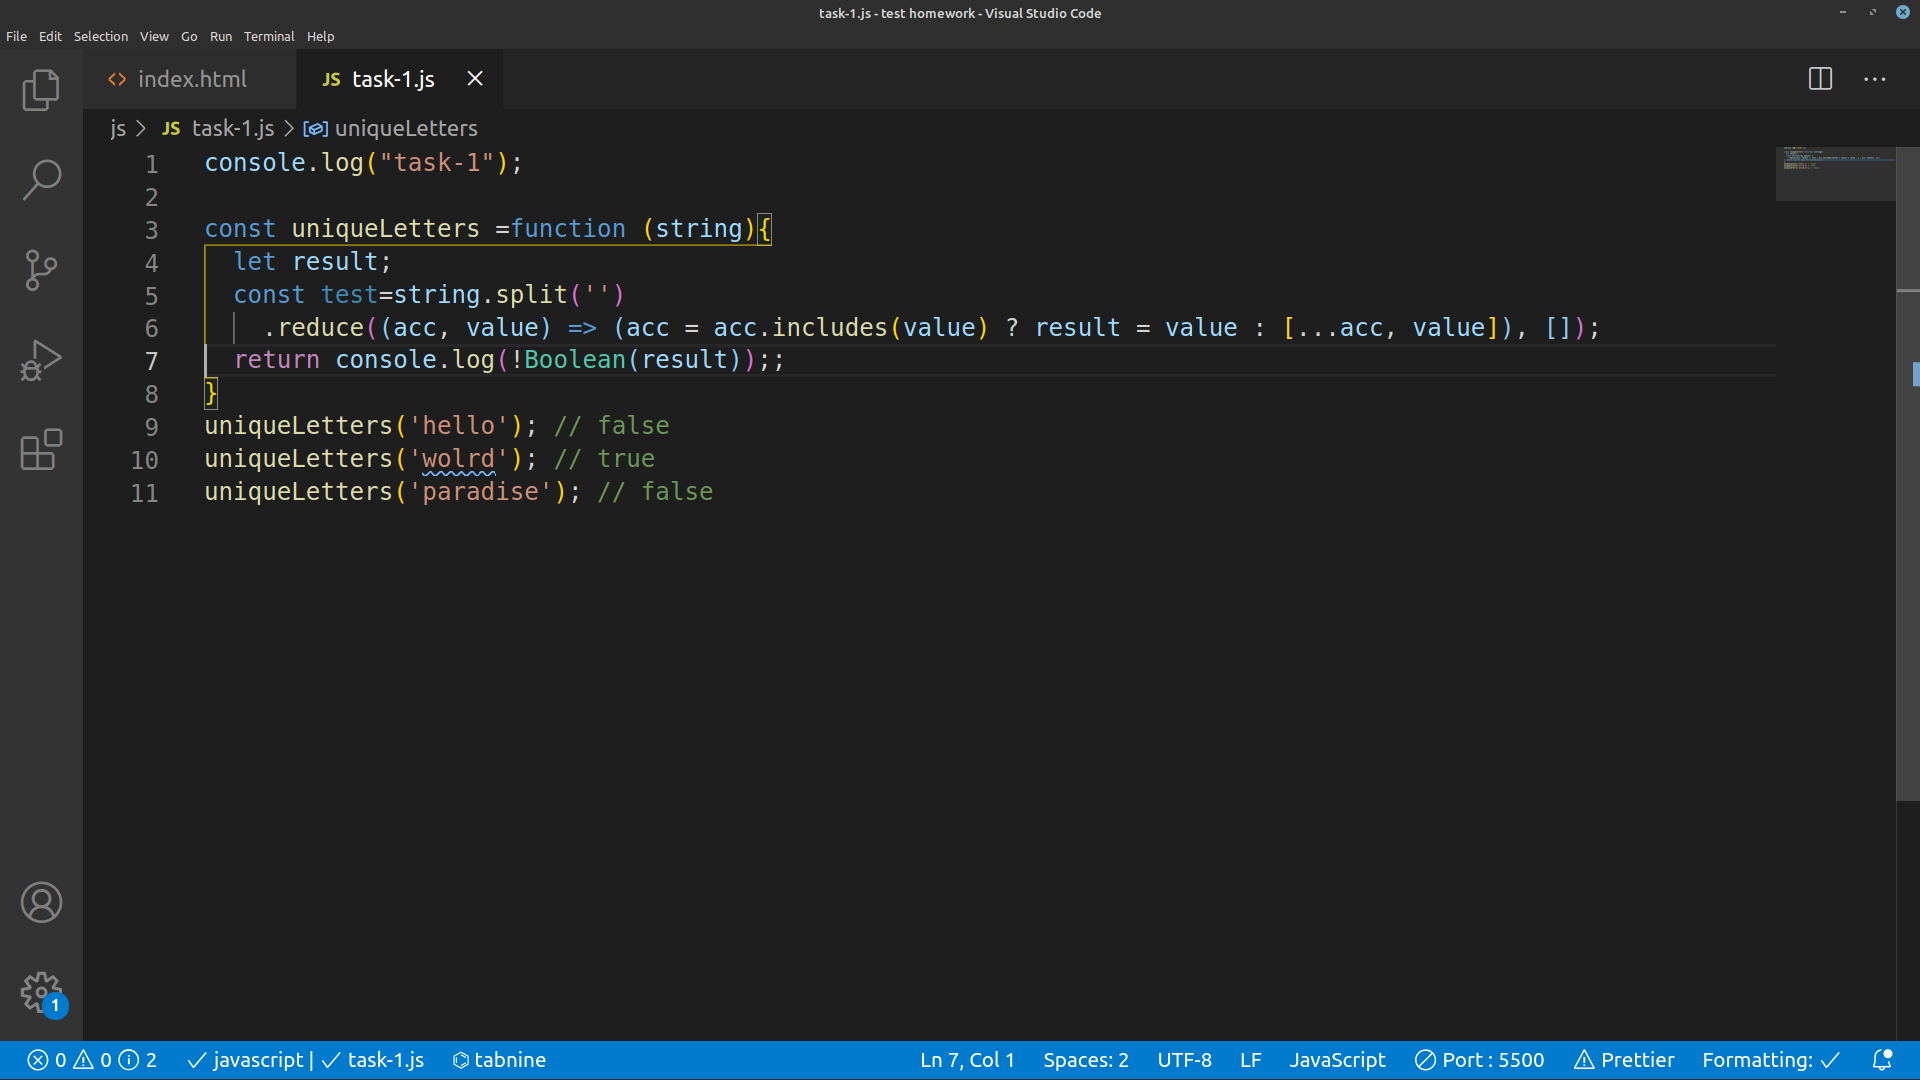 task-1.js - test homework - Visual Studio Code
File Edit Selection View Go Run Terminal Help
<> index.html JS task-1.js
js > JS task-1.js > uniqueLetters
1 console.log("task-1");
2
3 const uniqueLetters =function (string){
4 let result;
5 const test=string.split('')
6 .reduce((acc, value) => (acc = acc.includes(value) ? result = value : [...acc, value]), []);
7 return console.log(!Boolean(result));;
8 }
9 uniqueLetters('hello'); // false
10 uniqueLetters('wolrd'); // true
11 uniqueLetters('paradise'); // false
1
0 0 2 javascript | task-1.js tabnine Ln 7, Col 1 Spaces: 2 UTF-8 LF JavaScript Port : 5500 Prettier Formatting: